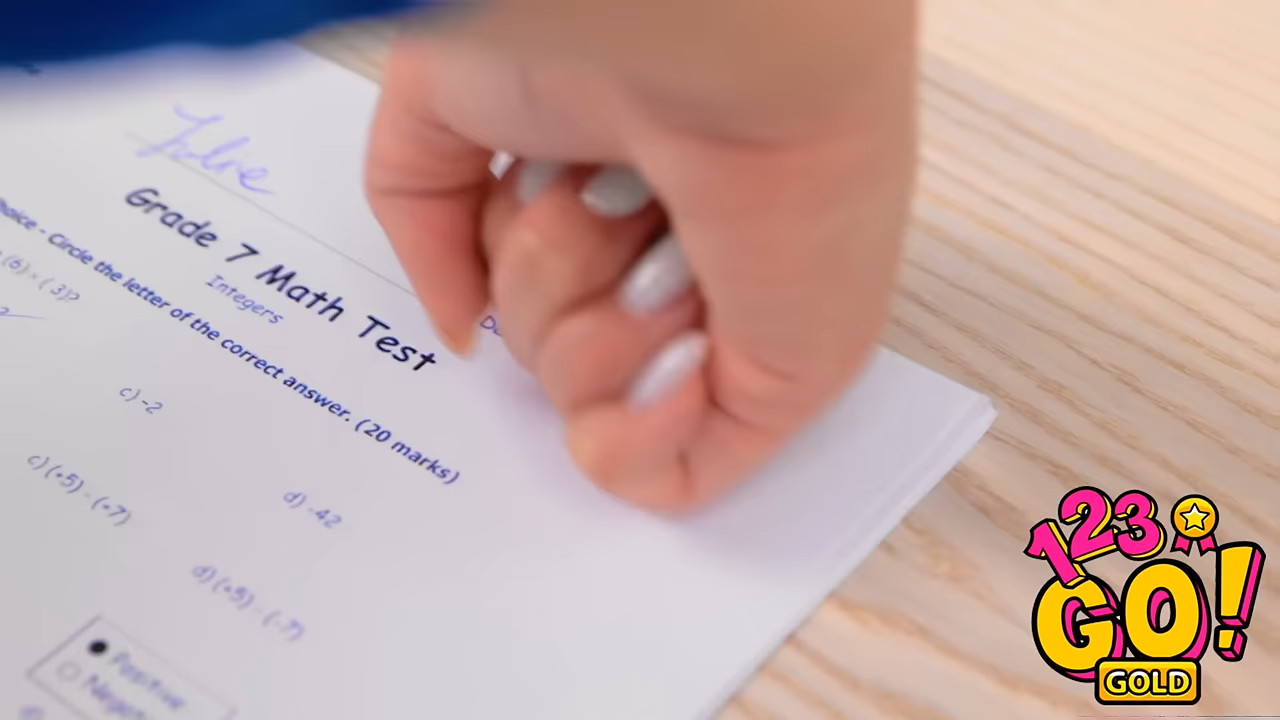 Grade 7 Math Test
Integers
Choice - Circle the letter of the correct answer. (20 marks)
c) -2
d) -42
c) (+5) - (+7)
d) (+5) - (-7)
Positive
123
GO!
GOLD